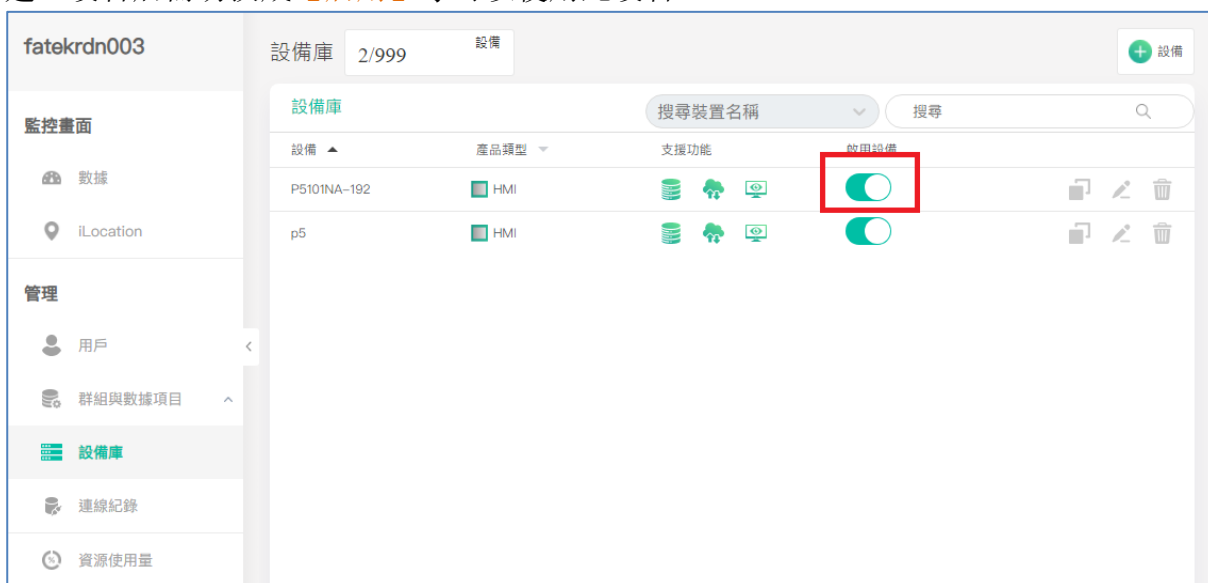 fatekrdn003
設備庫 2/999 設備
設備
設備庫 搜尋裝置名稱 搜尋
監控畫面
設備 產品類型 支援功能 啟用設備
數據
P5101NA-192 HMI
iLocation
p5 HMI
管理
用戶
群組與數據項目
設備庫
連線紀錄
資源使用量